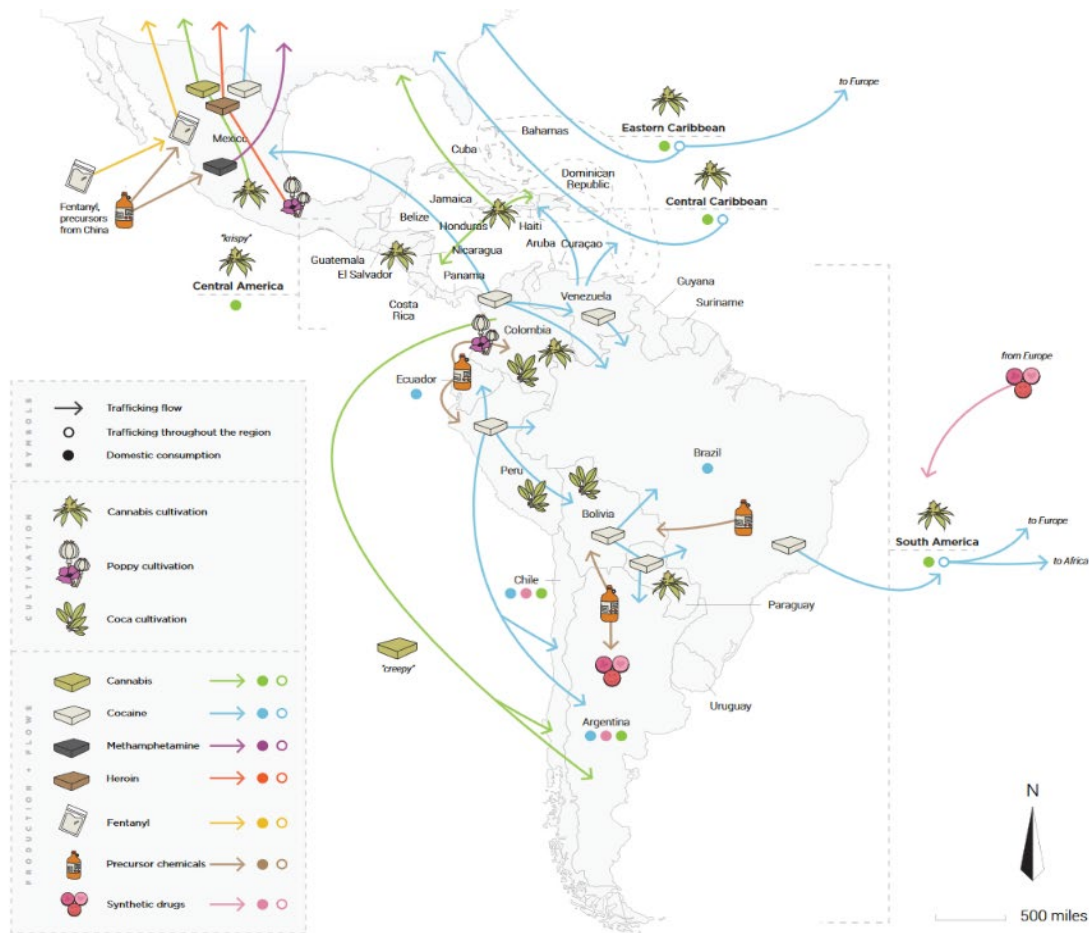 to Europe
Eastern Caribbean
Bahamas
Cuba
Mexico
Dominican
Republic
Central Caribbean
Fentanyl,
precursors
from China
Jamaica
Belize
Honduras
Haiti
"krispy"
Guatemala
Nicaragua
El Salvador
Aruba
Curaçao
Central America
Panama
Costa
Rica
Venezuela
Guyana
Suriname
Colombia
Ecuador
from Europe
Peru
Brazil
Bolivia
South America
to Europe
to Africa
Chile
Paraguay
"creepy"
Uruguay
Argentina
SYMBOLS
Trafficking flow
Trafficking throughout the region
Domestic consumption
CULTIVATION
Cannabis cultivation
Poppy cultivation
Coca cultivation
PRODUCTION + FLOWS
Cannabis
Cocaine
Methamphetamine
Heroin
Fentanyl
Precursor chemicals
Synthetic drugs
N
500 miles